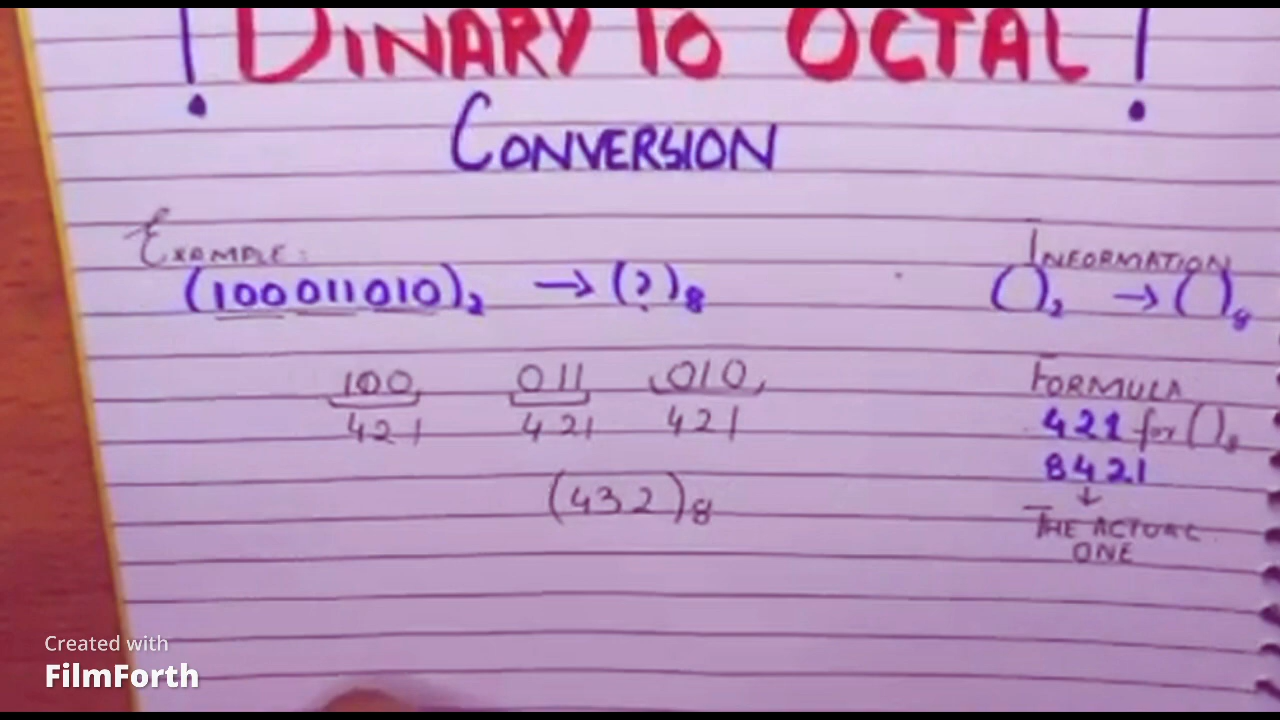 ! BINARY TO OCTAL !
CONVERSION
EXAMPLE:
(100011010)₂ → (?)₈
100 011 010
421 421 421
(432)₈
INFORMATION
()₂ → ()₈
FORMULA
421 for ()₈
8421
↓
THE ACTUAL
ONE
Created with
FilmForth